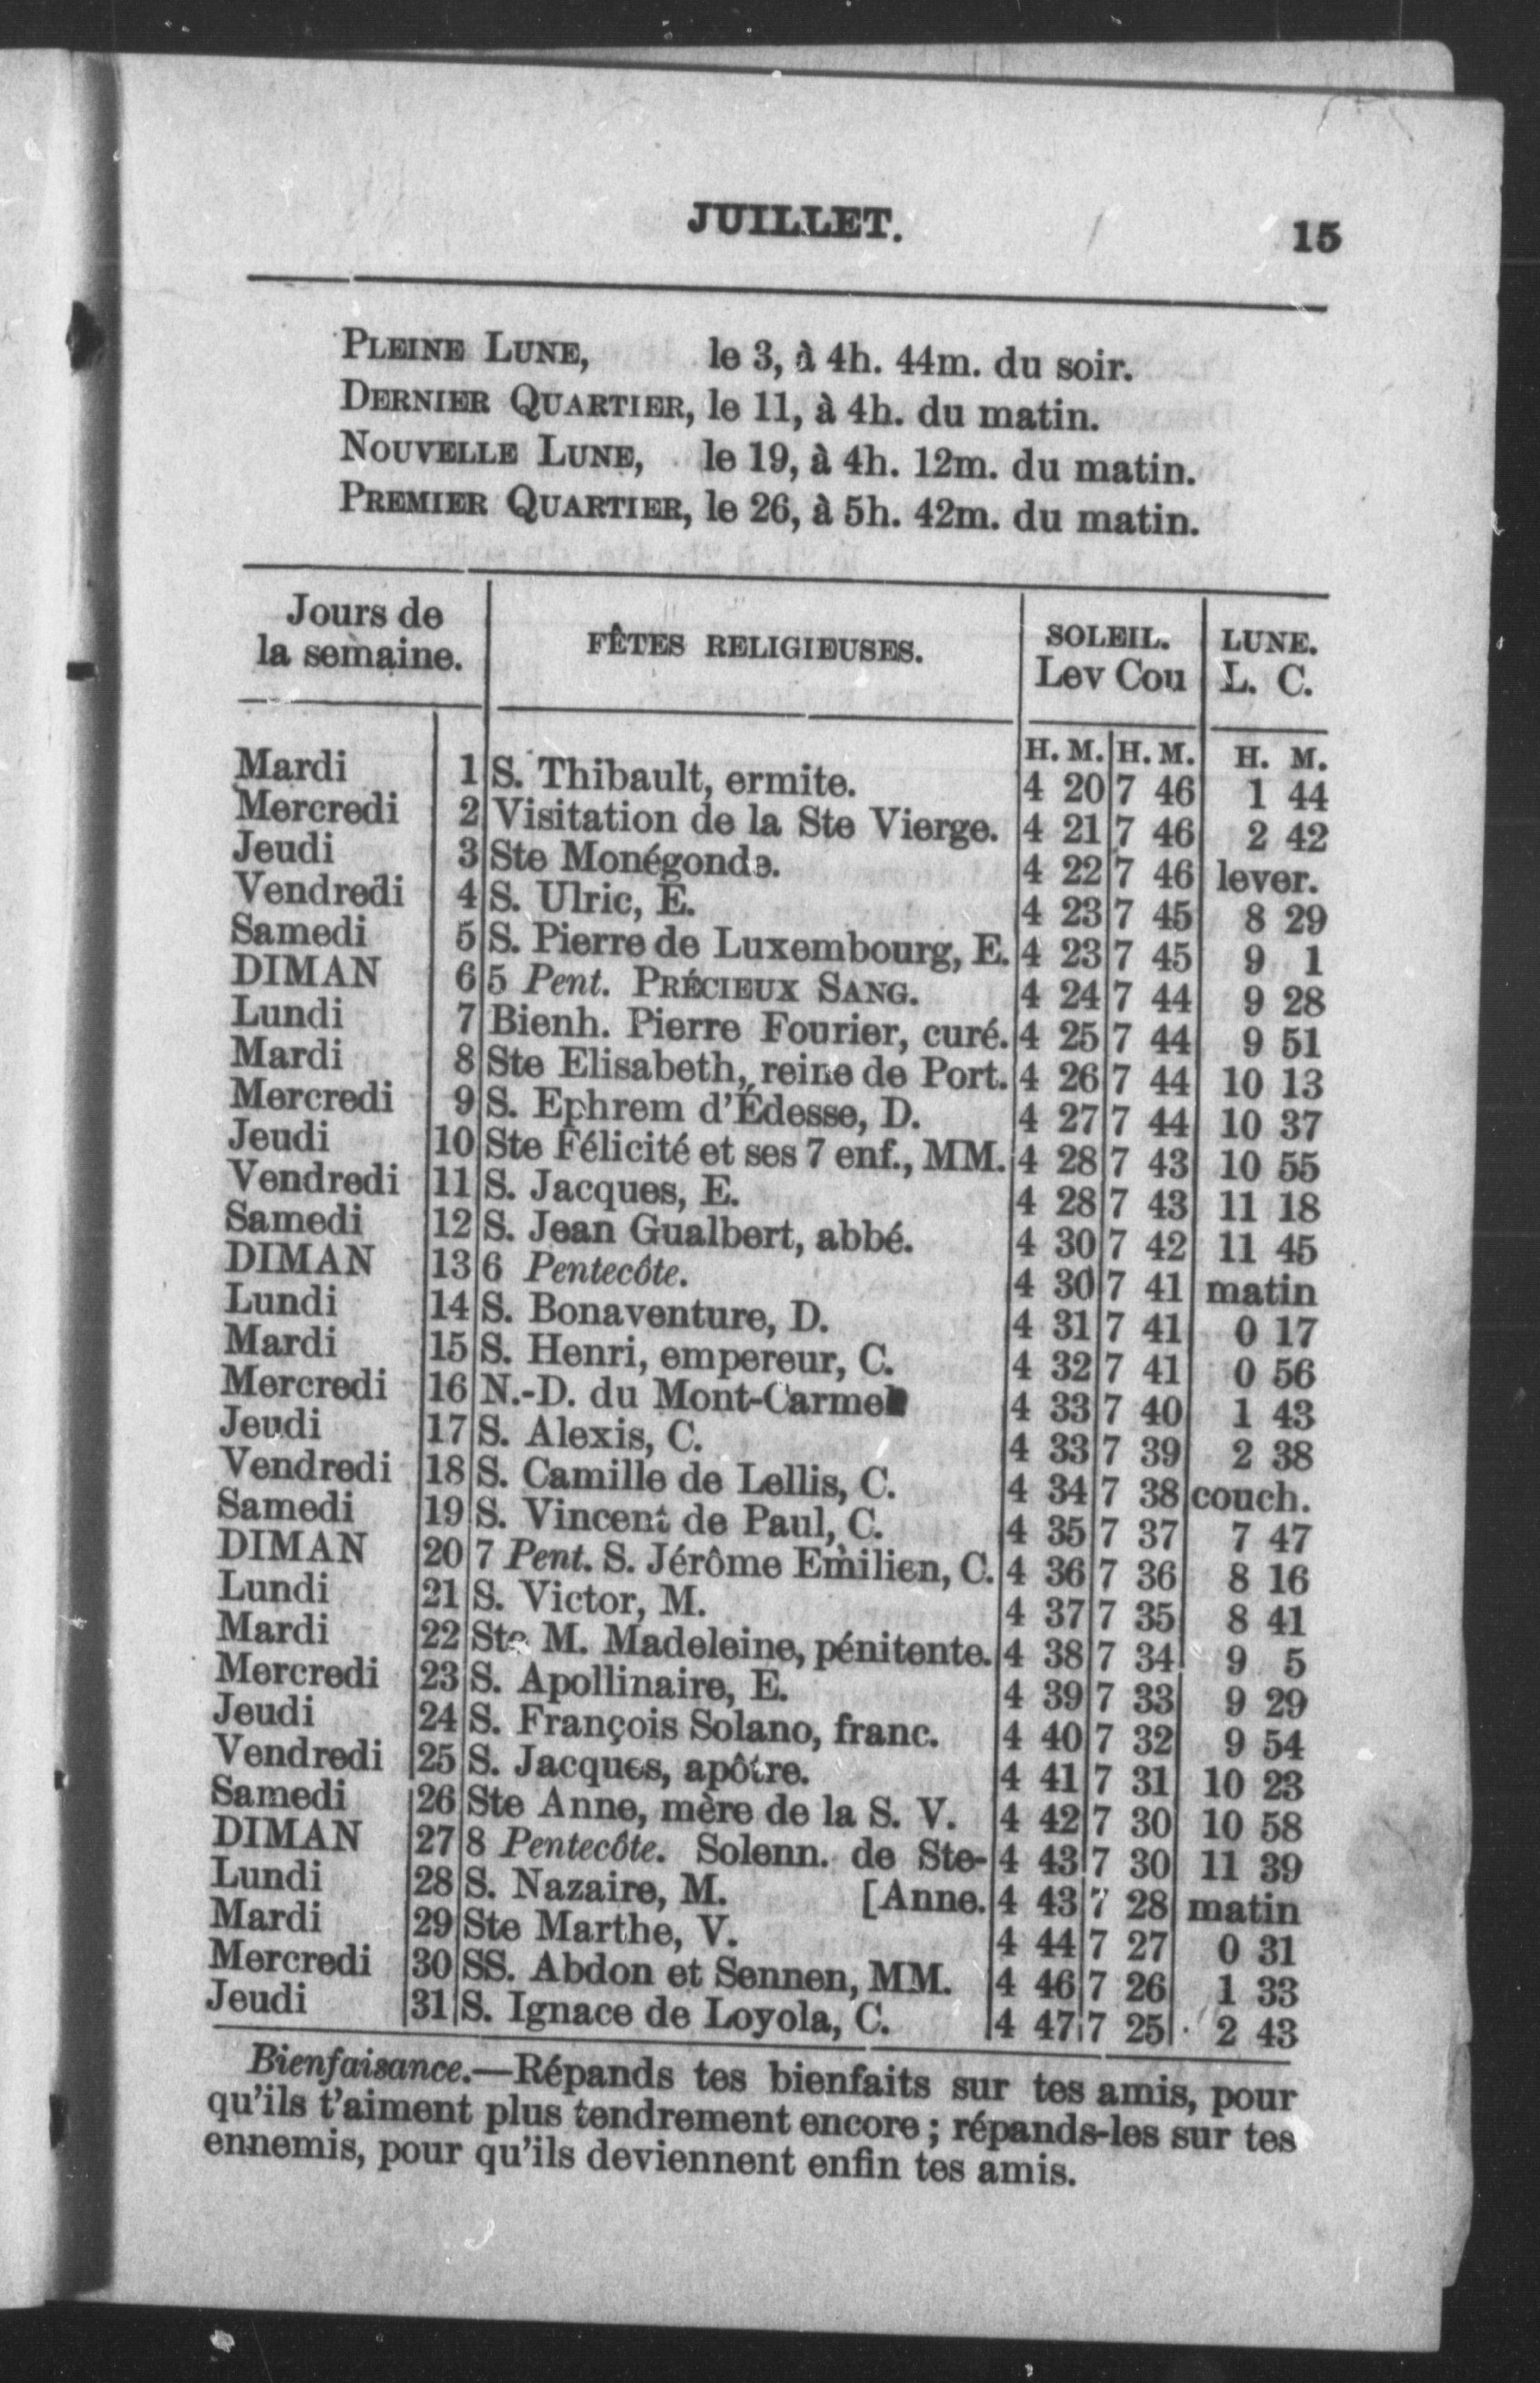 JUILLET. 15
PLEINE LUNE, le 3, à 4h. 44m. du soir.
DERNIER QUARTIER, le 11, à 4h. du matin.
NOUVELLE LUNE, le 19, à 4h. 12m. du matin.
PREMIER QUARTIER, le 26, à 5h. 42m. du matin.
Jours de la semaine. FÊTES RELIGIEUSES. SOLEIL. LUNE.
Lev Cou L. C.
H. M. H. M. H. M.
Mardi 1 S. Thibault, ermite. 4 20 7 46 1 44
Mercredi 2 Visitation de la Ste Vierge. 4 21 7 46 2 42
Jeudi 3 Ste Monégonde. 4 22 7 46 lever.
Vendredi 4 S. Ulric, E. 4 23 7 45 8 29
Samedi 5 S. Pierre de Luxembourg, E. 4 23 7 45 9 1
DIMAN 6 5 Pent. PRÉCIEUX SANG. 4 24 7 44 9 28
Lundi 7 Bienh. Pierre Fourier, curé. 4 25 7 44 9 51
Mardi 8 Ste Elisabeth, reine de Port. 4 26 7 44 10 13
Mercredi 9 S. Ephrem d'Édesse, D. 4 27 7 44 10 37
Jeudi 10 Ste Félicité et ses 7 enf., MM. 4 28 7 43 10 55
Vendredi 11 S. Jacques, E. 4 28 7 43 11 18
Samedi 12 S. Jean Gualbert, abbé. 4 30 7 42 11 45
DIMAN 13 6 Pentecôte. 4 30 7 41 matin
Lundi 14 S. Bonaventure, D. 4 31 7 41 0 17
Mardi 15 S. Henri, empereur, C. 4 32 7 41 0 56
Mercredi 16 N.-D. du Mont-Carmel 4 33 7 40 1 43
Jeudi 17 S. Alexis, C. 4 33 7 39 2 38
Vendredi 18 S. Camille de Lellis, C. 4 34 7 38 couch.
Samedi 19 S. Vincent de Paul, C. 4 35 7 37 7 47
DIMAN 20 7 Pent. S. Jérôme Emilien, C. 4 36 7 36 8 16
Lundi 21 S. Victor, M. 4 37 7 35 8 41
Mardi 22 Ste M. Madeleine, pénitente. 4 38 7 34 9 5
Mercredi 23 S. Apollinaire, E. 4 39 7 33 9 29
Jeudi 24 S. François Solano, franc. 4 40 7 32 9 54
Vendredi 25 S. Jacques, apôtre. 4 41 7 31 10 23
Samedi 26 Ste Anne, mère de la S. V. 4 42 7 30 10 58
DIMAN 27 8 Pentecôte. Solenn. de Ste- 4 43 7 30 11 39
Lundi 28 S. Nazaire, M. [Anne. 4 43 7 28 matin
Mardi 29 Ste Marthe, V. 4 44 7 27 0 31
Mercredi 30 SS. Abdon et Sennen, MM. 4 46 7 26 1 33
Jeudi 31 S. Ignace de Loyola, C. 4 47 7 25 2 43
Bienfaisance.—Répands tes bienfaits sur tes amis, pour
qu'ils t'aiment plus tendrement encore ; répands-les sur tes
ennemis, pour qu'ils deviennent enfin tes amis.